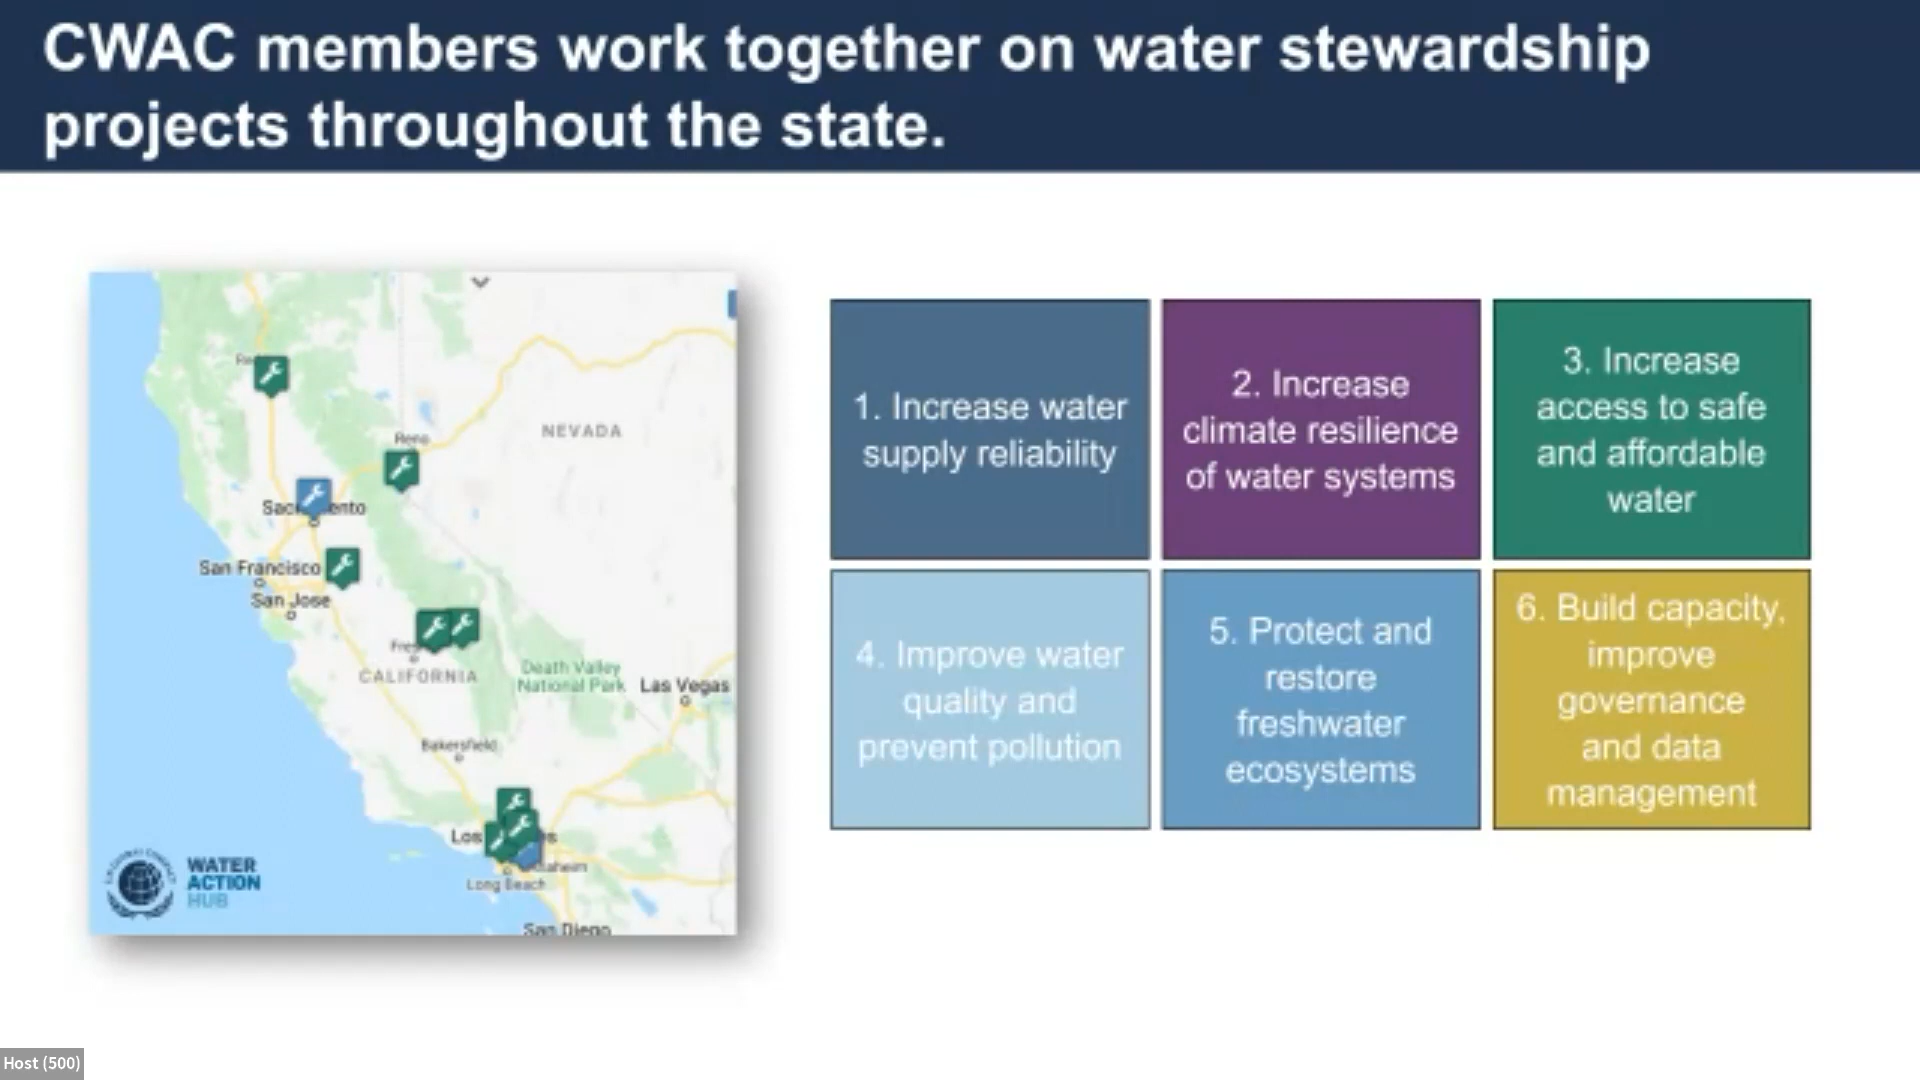 CWAC members work together on water stewardship
projects throughout the state.
Reno
NEVADA
San Francisco
San Jose
CALIFORNIA
Death Valley
National Park
Las Vegas
Bakersfield
Los
Long Beach
San Diego
WATER
ACTION
HUB
1. Increase water
supply reliability
2. Increase
climate resilience
of water systems
3. Increase
access to safe
and affordable
water
4. Improve water
quality and
prevent pollution
5. Protect and
restore
freshwater
ecosystems
6. Build capacity,
improve
governance
and data
management
Host (500)